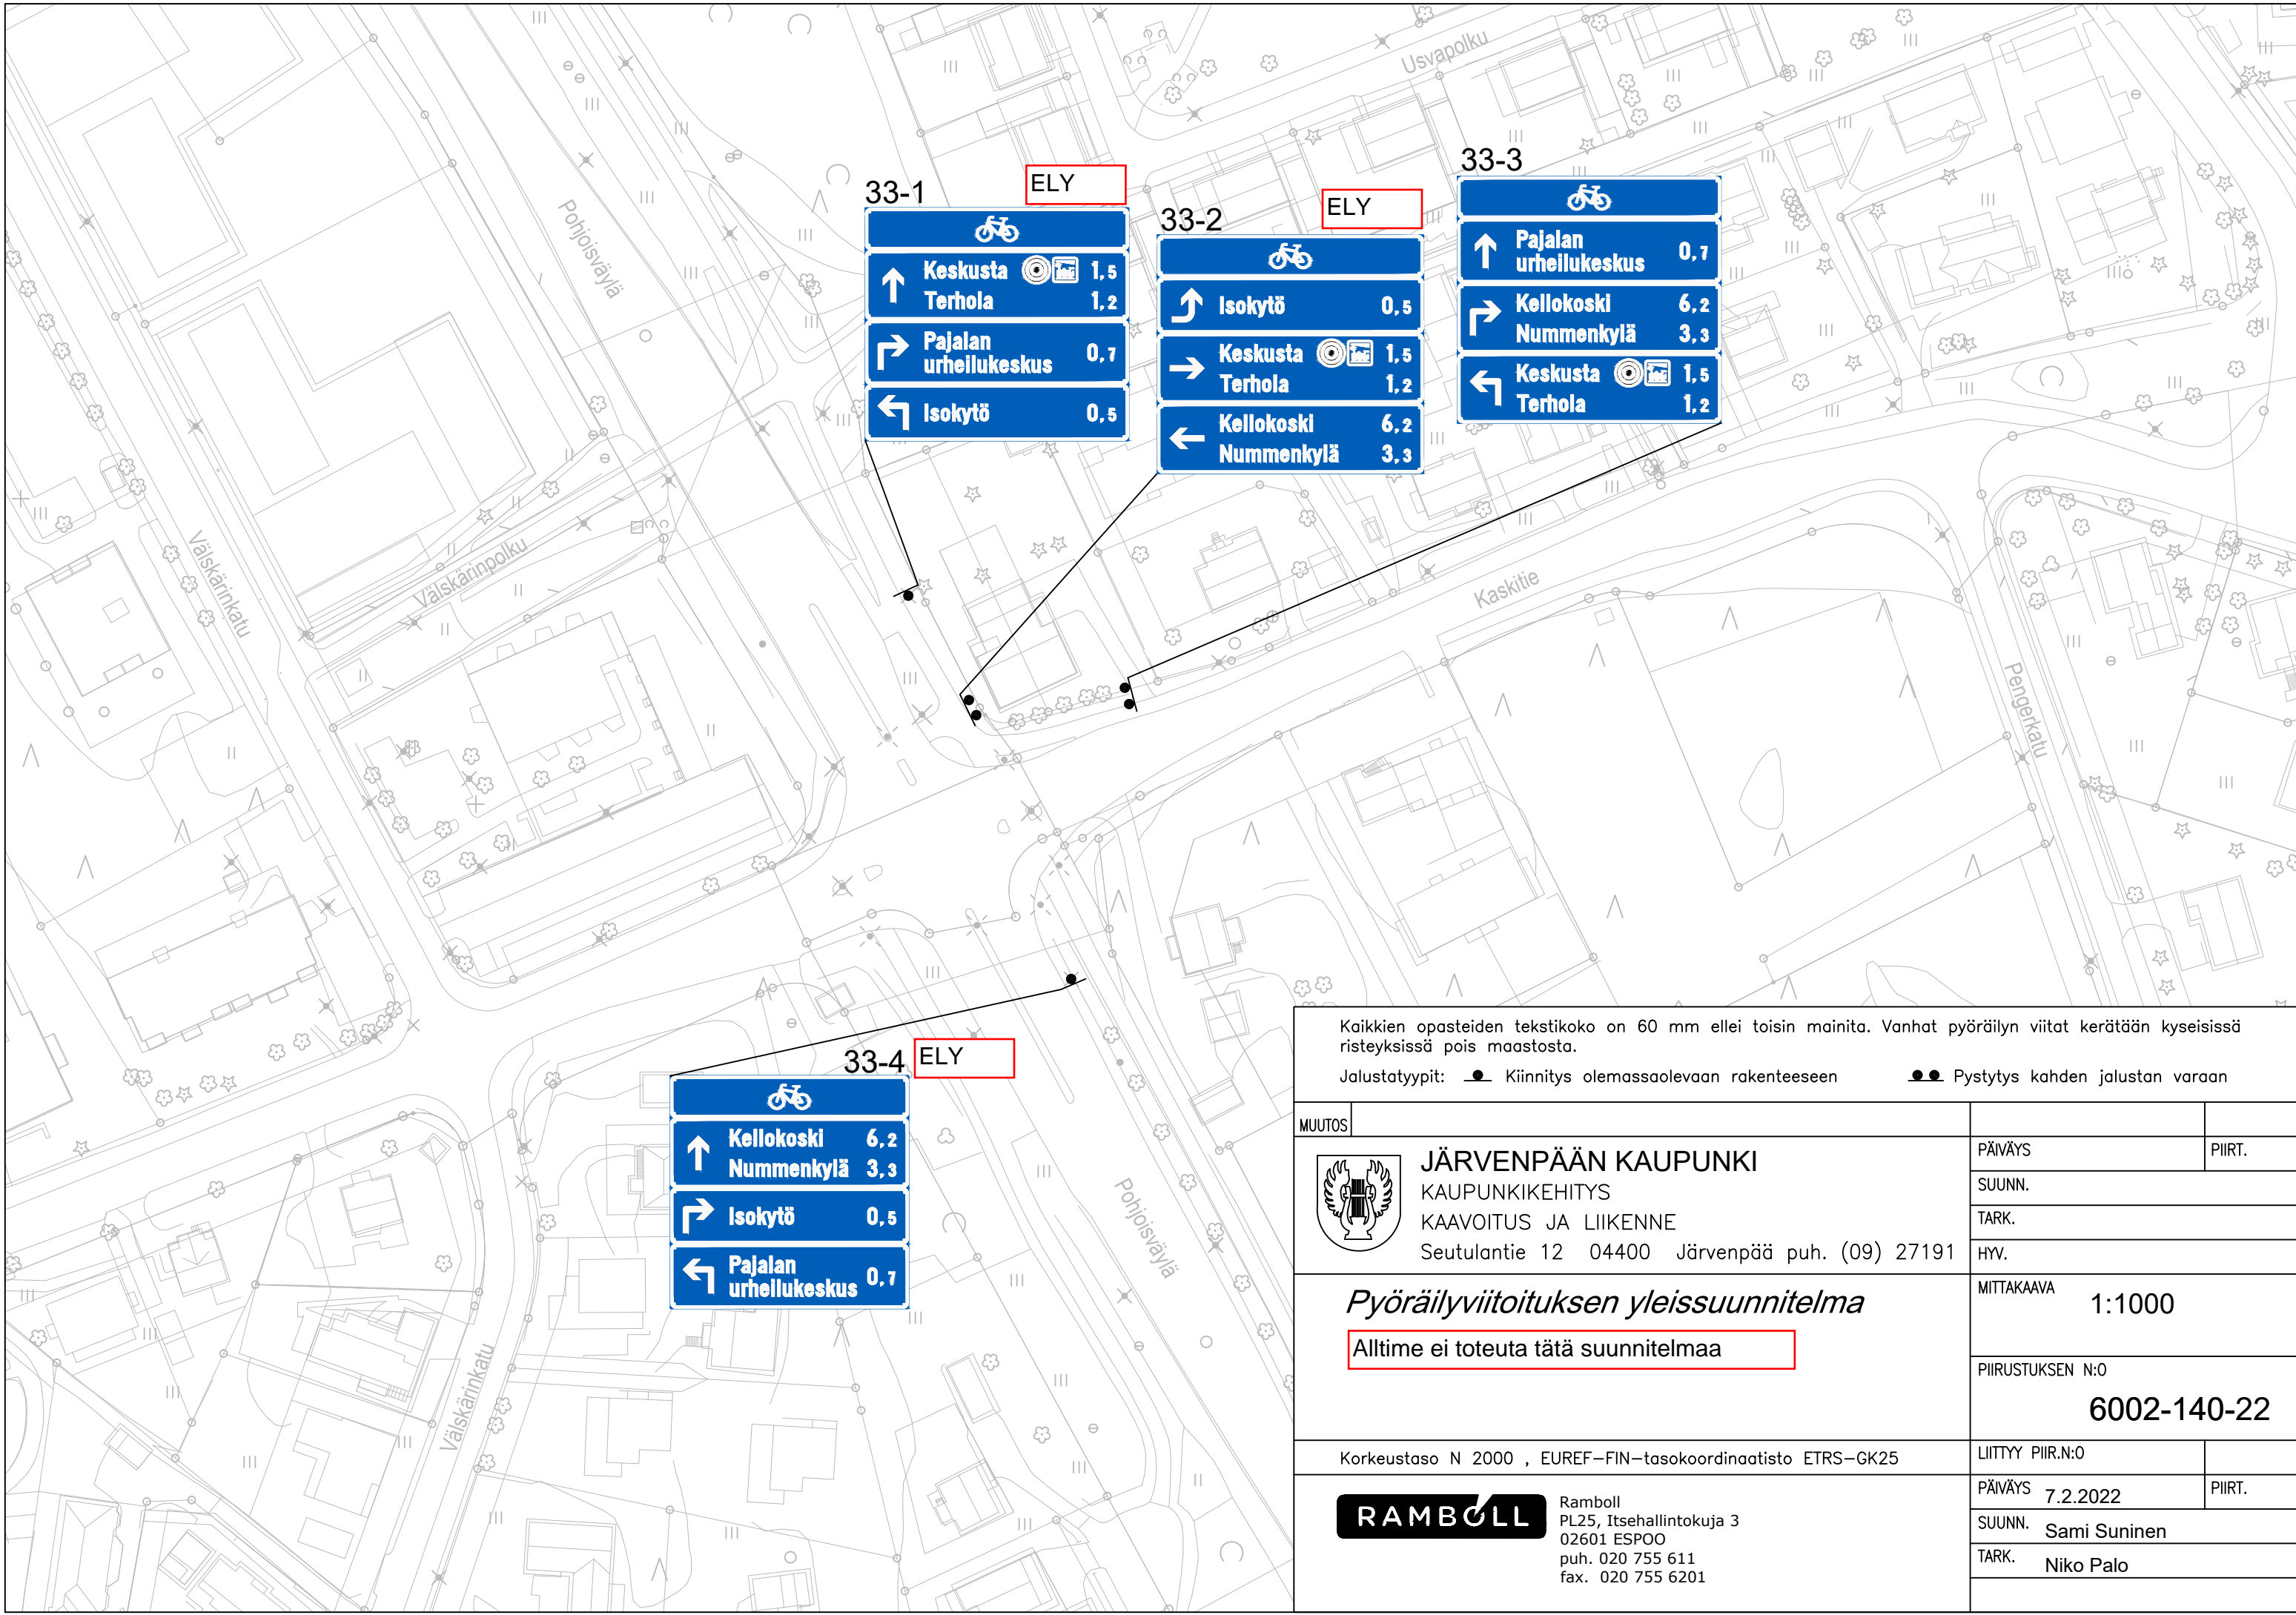 Usvapolku
Pohjoisväylä
Välskärinkatu
Välskärinpolku
Kaskitie
Pengerkatu
33-1
ELY
Keskusta 1,5
Terhola 1,2
Pajalan
urheilukeskus 0,7
Isokytö 0,5
33-2
ELY
Isokytö 0,5
Keskusta 1,5
Terhola 1,2
Kellokoski 6,2
Nummenkylä 3,3
33-3
Pajalan
urheilukeskus 0,7
Kellokoski 6,2
Nummenkylä 3,3
Keskusta 1,5
Terhola 1,2
33-4
ELY
Kellokoski 6,2
Nummenkylä 3,3
Isokytö 0,5
Pajalan
urheilukeskus 0,7
Pohjoisväylä
Välskärinkatu
Kaikkien opasteiden tekstikoko on 60 mm ellei toisin mainita. Vanhat pyöräilyn viitat kerätään kyseisissä
risteyksissä pois maastosta.
Jalustatyypit: Kiinnitys olemassaolevaan rakenteeseen Pystytys kahden jalustan varaan
MUUTOS
JÄRVENPÄÄN KAUPUNKI
KAUPUNKIKEHITYS
KAAVOITUS JA LIIKENNE
Seutulantie 12 04400 Järvenpää puh. (09) 27191
PÄIVÄYS PIIRT.
SUUNN.
TARK.
HYV.
Pyöräilyviitoituksen yleissuunnitelma
Alltime ei toteuta tätä suunnitelmaa
MITTAKAAVA
1:1000
PIIRUSTUKSEN N:O
6002-140-22
Korkeustaso N 2000 , EUREF-FIN-tasokoordinaatisto ETRS-GK25
LIITTYY PIIR.N:O
RAMBOLL
Ramboll
PL25, Itsehallintokuja 3
02601 ESPOO
puh. 020 755 611
fax. 020 755 6201
PÄIVÄYS 7.2.2022 PIIRT.
SUUNN. Sami Suninen
TARK. Niko Palo